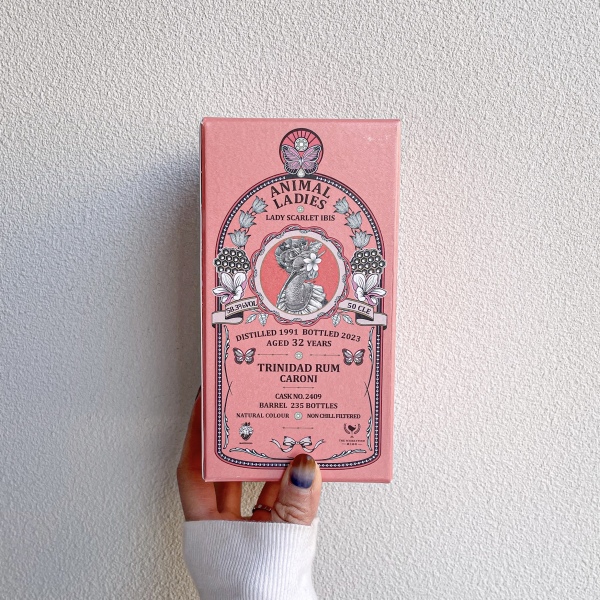 ANIMAL
LADIES
LADY SCARLET IBIS
58.3%VOL
50 CLE
DISTILLED 1991 BOTTLED 2023
AGED 32 YEARS
TRINIDAD RUM
CARONI
CASK NO. 2409
BARREL 235 BOTTLES
NATURAL COLOUR
NON CHILL FILTERED